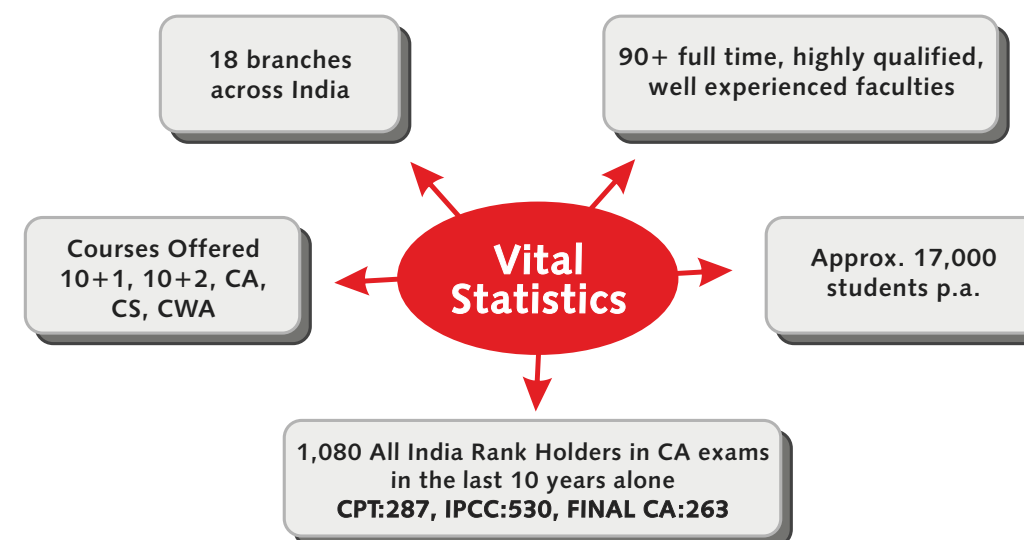 18 branches
across India
90+ full time, highly qualified,
well experienced faculties
Courses Offered
10+1, 10+2, CA,
CS, CWA
Vital
Statistics
Approx. 17,000
students p.a.
1,080 All India Rank Holders in CA exams
in the last 10 years alone
CPT:287, IPCC:530, FINAL CA:263